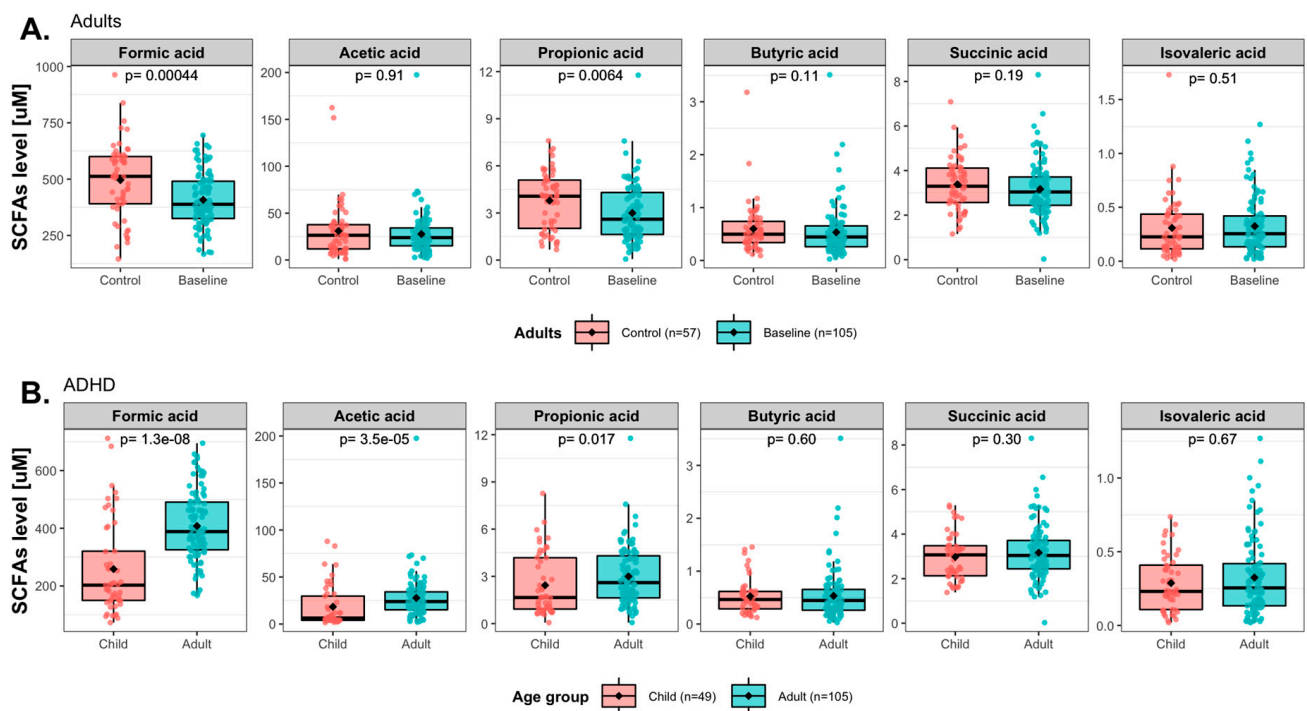 A. Adults
Formic acid Acetic acid Propionic acid Butyric acid Succinic acid Isovaleric acid
p= 0.00044 p= 0.91 p= 0.0064 p= 0.11 p= 0.19 p= 0.51
SCFAs level [uM]
1000 750 500 250
200 150 100 50 0
12 9 6 3 0
3 2 1 0
8 6 4 2 0
1.5 1.0 0.5 0.0
Control Baseline Control Baseline Control Baseline Control Baseline Control Baseline Control Baseline
Adults Control (n=57) Baseline (n=105)
B. ADHD
Formic acid Acetic acid Propionic acid Butyric acid Succinic acid Isovaleric acid
p= 1.3e-08 p= 3.5e-05 p= 0.017 p= 0.60 p= 0.30 p= 0.67
SCFAs level [uM]
600 400 200
200 150 100 50 0
12 9 6 3 0
3 2 1 0
8 6 4 2 0
1.0 0.5 0.0
Child Adult Child Adult Child Adult Child Adult Child Adult Child Adult
Age group Child (n=49) Adult (n=105)